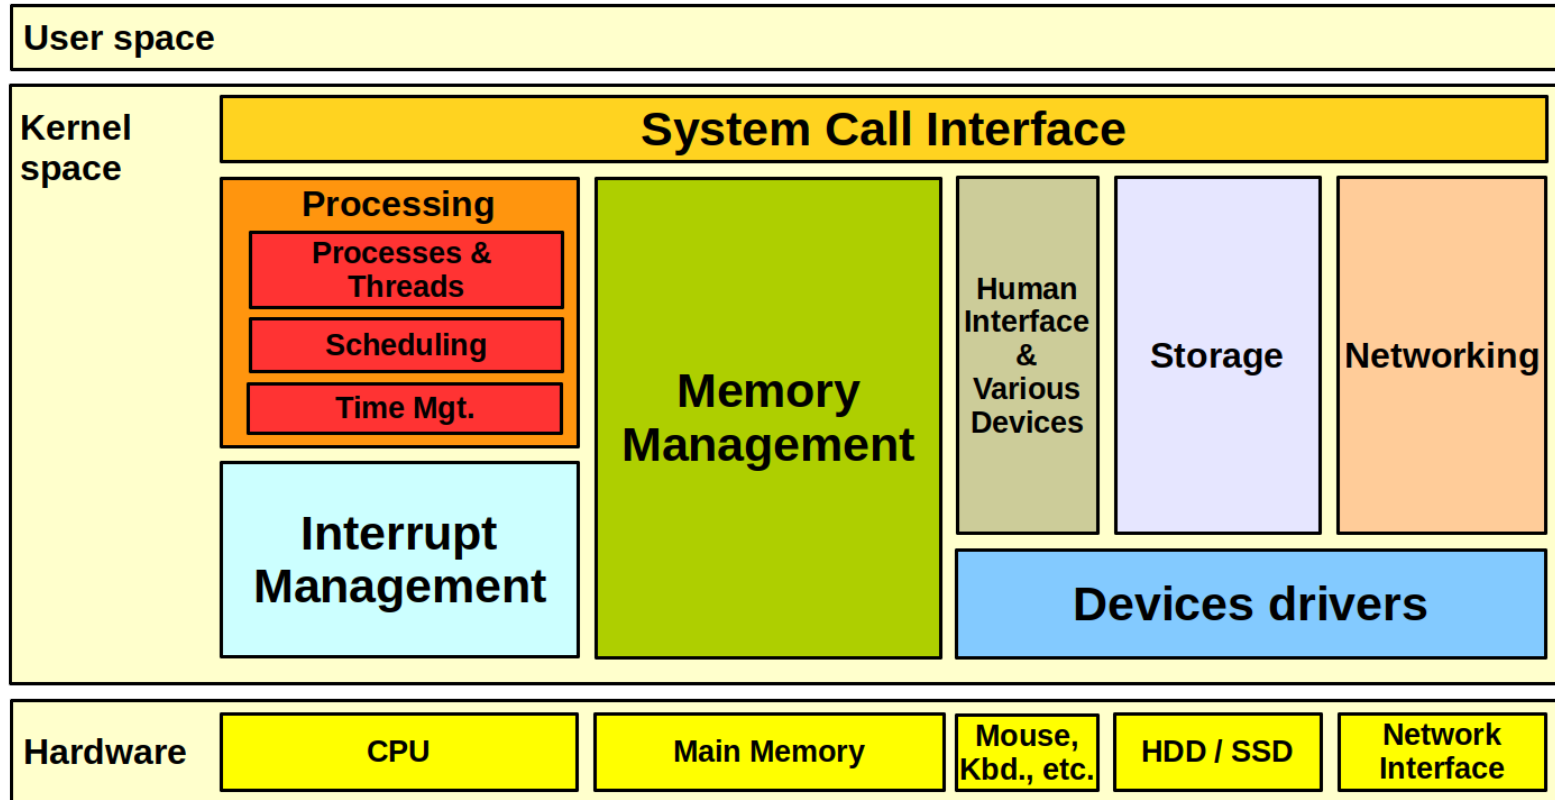 User space
Kernel
space
System Call Interface
Processing
Processes &
Threads
Scheduling
Time Mgt.
Interrupt
Management
Memory
Management
Human
Interface
&
Various
Devices
Storage
Networking
Devices drivers
Hardware
CPU
Main Memory
Mouse,
Kbd., etc.
HDD / SSD
Network
Interface